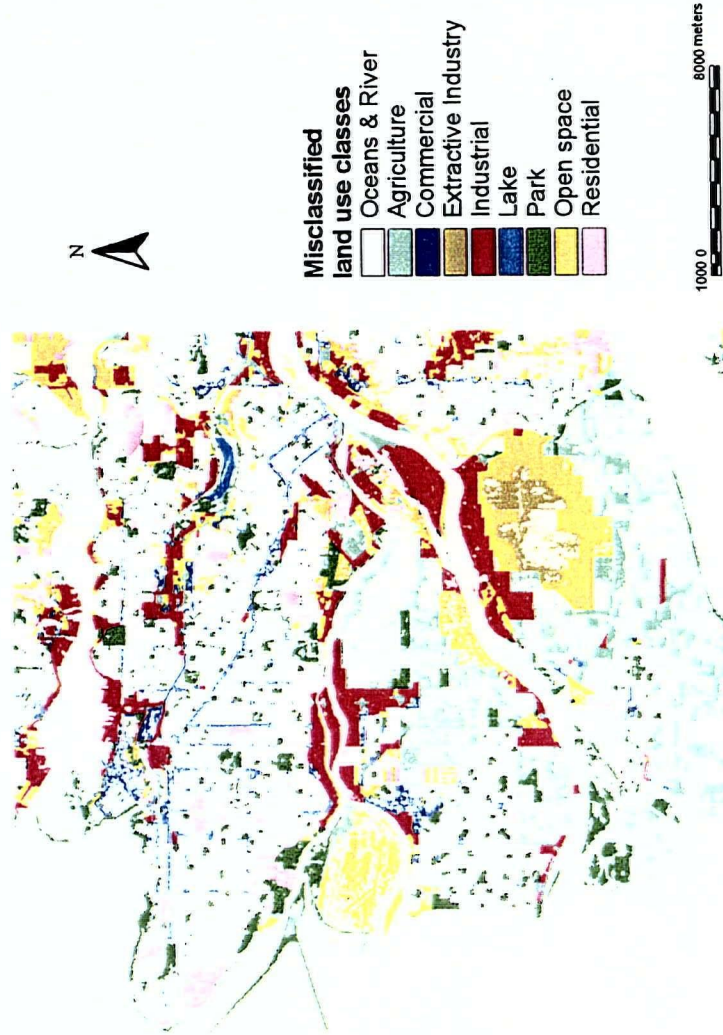 N
Misclassified
land use classes
Oceans & River
Agriculture
Commercial
Extractive Industry
Industrial
Lake
Park
Open space
Residential
1000 0 8000 meters